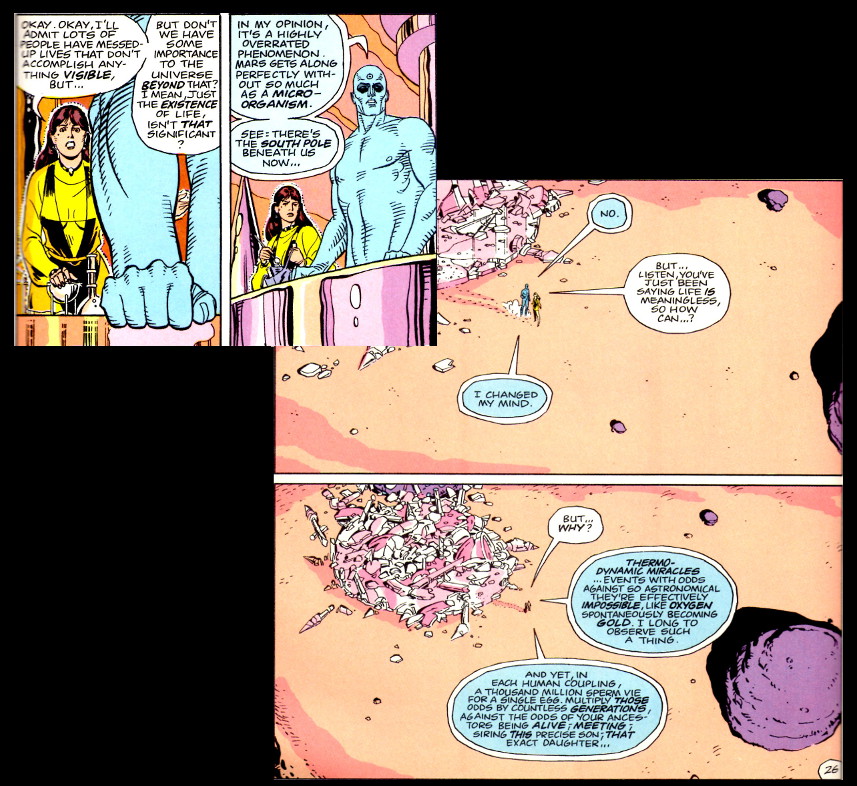 OKAY. OKAY, I'LL
ADMIT LOTS OF
PEOPLE HAVE MESSED-
UP LIVES THAT DON'T
ACCOMPLISH ANY-
THING VISIBLE,
BUT...
BUT DON'T
WE HAVE
SOME
IMPORTANCE
TO THE
UNIVERSE
BEYOND THAT?
I MEAN, JUST
THE EXISTENCE
OF LIFE,
ISN'T THAT
SIGNIFICANT
?
IN MY OPINION,
IT'S A HIGHLY
OVERRATED
PHENOMENON.
MARS GETS ALONG
PERFECTLY WITH-
OUT SO MUCH
AS A MICRO-
ORGANISM.
SEE: THERE'S
THE SOUTH POLE
BENEATH US
NOW...
NO.
BUT...
LISTEN, YOU'VE
JUST BEEN
SAYING LIFE IS
MEANINGLESS,
SO HOW
CAN...?
I CHANGED
MY MIND.
BUT...
WHY?
THERMO-
DYNAMIC MIRACLES
...EVENTS WITH ODDS
AGAINST SO ASTRONOMICAL
THEY'RE EFFECTIVELY
IMPOSSIBLE, LIKE OXYGEN
SPONTANEOUSLY BECOMING
GOLD. I LONG TO
OBSERVE SUCH
A THING.
AND YET, IN
EACH HUMAN COUPLING,
A THOUSAND MILLION SPERM VIE
FOR A SINGLE EGG. MULTIPLY THOSE
ODDS BY COUNTLESS GENERATIONS,
AGAINST THE ODDS OF YOUR ANCES-
TORS BEING ALIVE; MEETING;
SIRING THIS PRECISE SON; THAT
EXACT DAUGHTER...
26